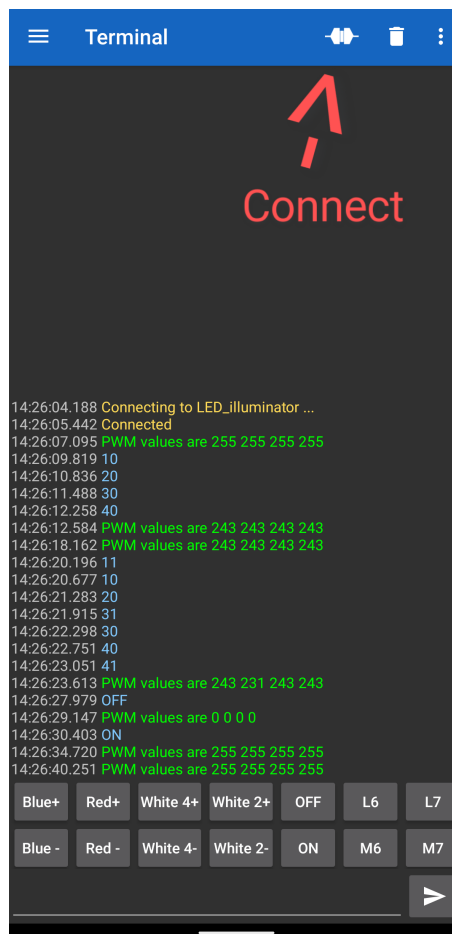 Terminal
Connect
14:26:04.188 Connecting to LED_illuminator ...
14:26:05.442 Connected
14:26:07.095 PWM values are 255 255 255 255
14:26:09.819 10
14:26:10.836 20
14:26:11.488 30
14:26:12.258 40
14:26:12.584 PWM values are 243 243 243 243
14:26:18.162 PWM values are 243 243 243 243
14:26:20.196 11
14:26:20.677 10
14:26:21.283 20
14:26:21.915 31
14:26:22.298 30
14:26:22.751 40
14:26:23.051 41
14:26:23.613 PWM values are 243 231 243 243
14:26:27.979 OFF
14:26:29.147 PWM values are 0 0 0 0
14:26:30.403 ON
14:26:34.720 PWM values are 255 255 255 255
14:26:40.251 PWM values are 255 255 255 255
Blue+ Red+ White 4+ White 2+ OFF L6 L7
Blue - Red - White 4- White 2- ON M6 M7